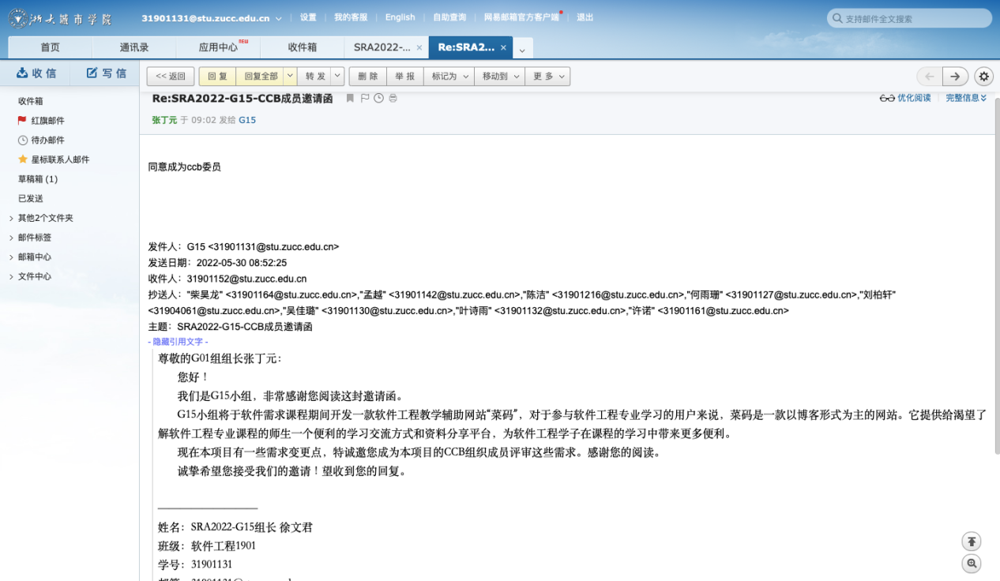 浙大城市学院
31901131@stu.zucc.edu.cn 设置 我的客服 English 自助查询 网易邮箱官方客户端 退出
支持邮件全文搜索
首页 通讯录 应用中心 NEW 收件箱 SRA2022-... × Re:SRA2... ×
收 信 写 信
<< 返回 回 复 回复全部 转 发 删 除 举 报 标记为 移动到 更 多
收件箱
红旗邮件
待办邮件
星标联系人邮件
草稿箱 (1)
已发送
其他2个文件夹
邮件标签
邮箱中心
文件中心
Re:SRA2022-G15-CCB成员邀请函
优化阅读 完整信息
张丁元 于 09:02 发给 G15
同意成为ccb委员
发件人：G15 <31901131@stu.zucc.edu.cn>
发送日期：2022-05-30 08:52:25
收件人：31901152@stu.zucc.edu.cn
抄送人："柴昊龙" <31901164@stu.zucc.edu.cn>,"孟越" <31901142@stu.zucc.edu.cn>,"陈洁" <31901216@stu.zucc.edu.cn>,"何雨珊" <31901127@stu.zucc.edu.cn>,"刘柏轩"
<31904061@stu.zucc.edu.cn>,"吴佳璐" <31901130@stu.zucc.edu.cn>,"叶诗雨" <31901132@stu.zucc.edu.cn>,"许诺" <31901161@stu.zucc.edu.cn>
主题：SRA2022-G15-CCB成员邀请函
- 隐藏引用文字 -
尊敬的G01组组长张丁元：
您好！
我们是G15小组，非常感谢您阅读这封邀请函。
G15小组将于软件需求课程期间开发一款软件工程教学辅助网站“菜码”，对于参与软件工程专业学习的用户来说，菜码是一款以博客形式为主的网站。它提供给渴望了
解软件工程专业课程的师生一个便利的学习交流方式和资料分享平台，为软件工程学子在课程的学习中带来更多便利。
现在本项目有一些需求变更点，特诚邀您成为本项目的CCB组织成员评审这些需求。感谢您的阅读。
诚挚希望您接受我们的邀请！望收到您的回复。
姓名：SRA2022-G15组长 徐文君
班级：软件工程1901
学号：31901131